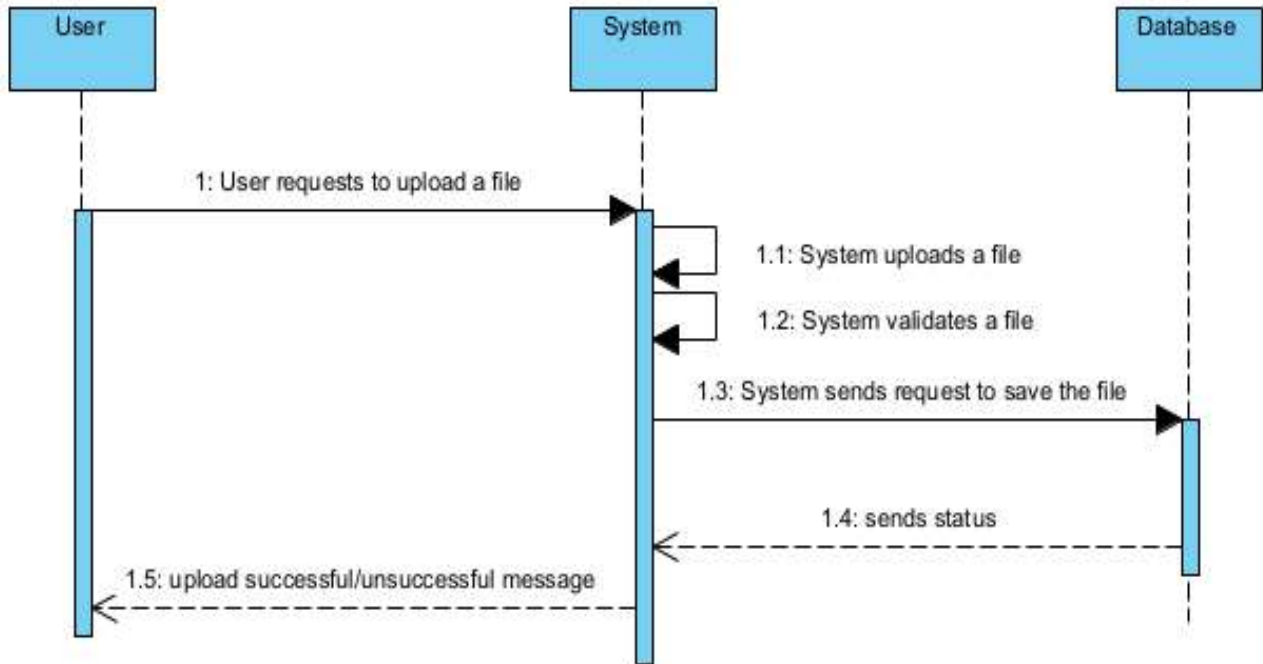 User
System
Database
1: User requests to upload a file
1.1: System uploads a file
1.2: System validates a file
1.3: System sends request to save the file
1.4: sends status
1.5: upload successful/unsuccessful message